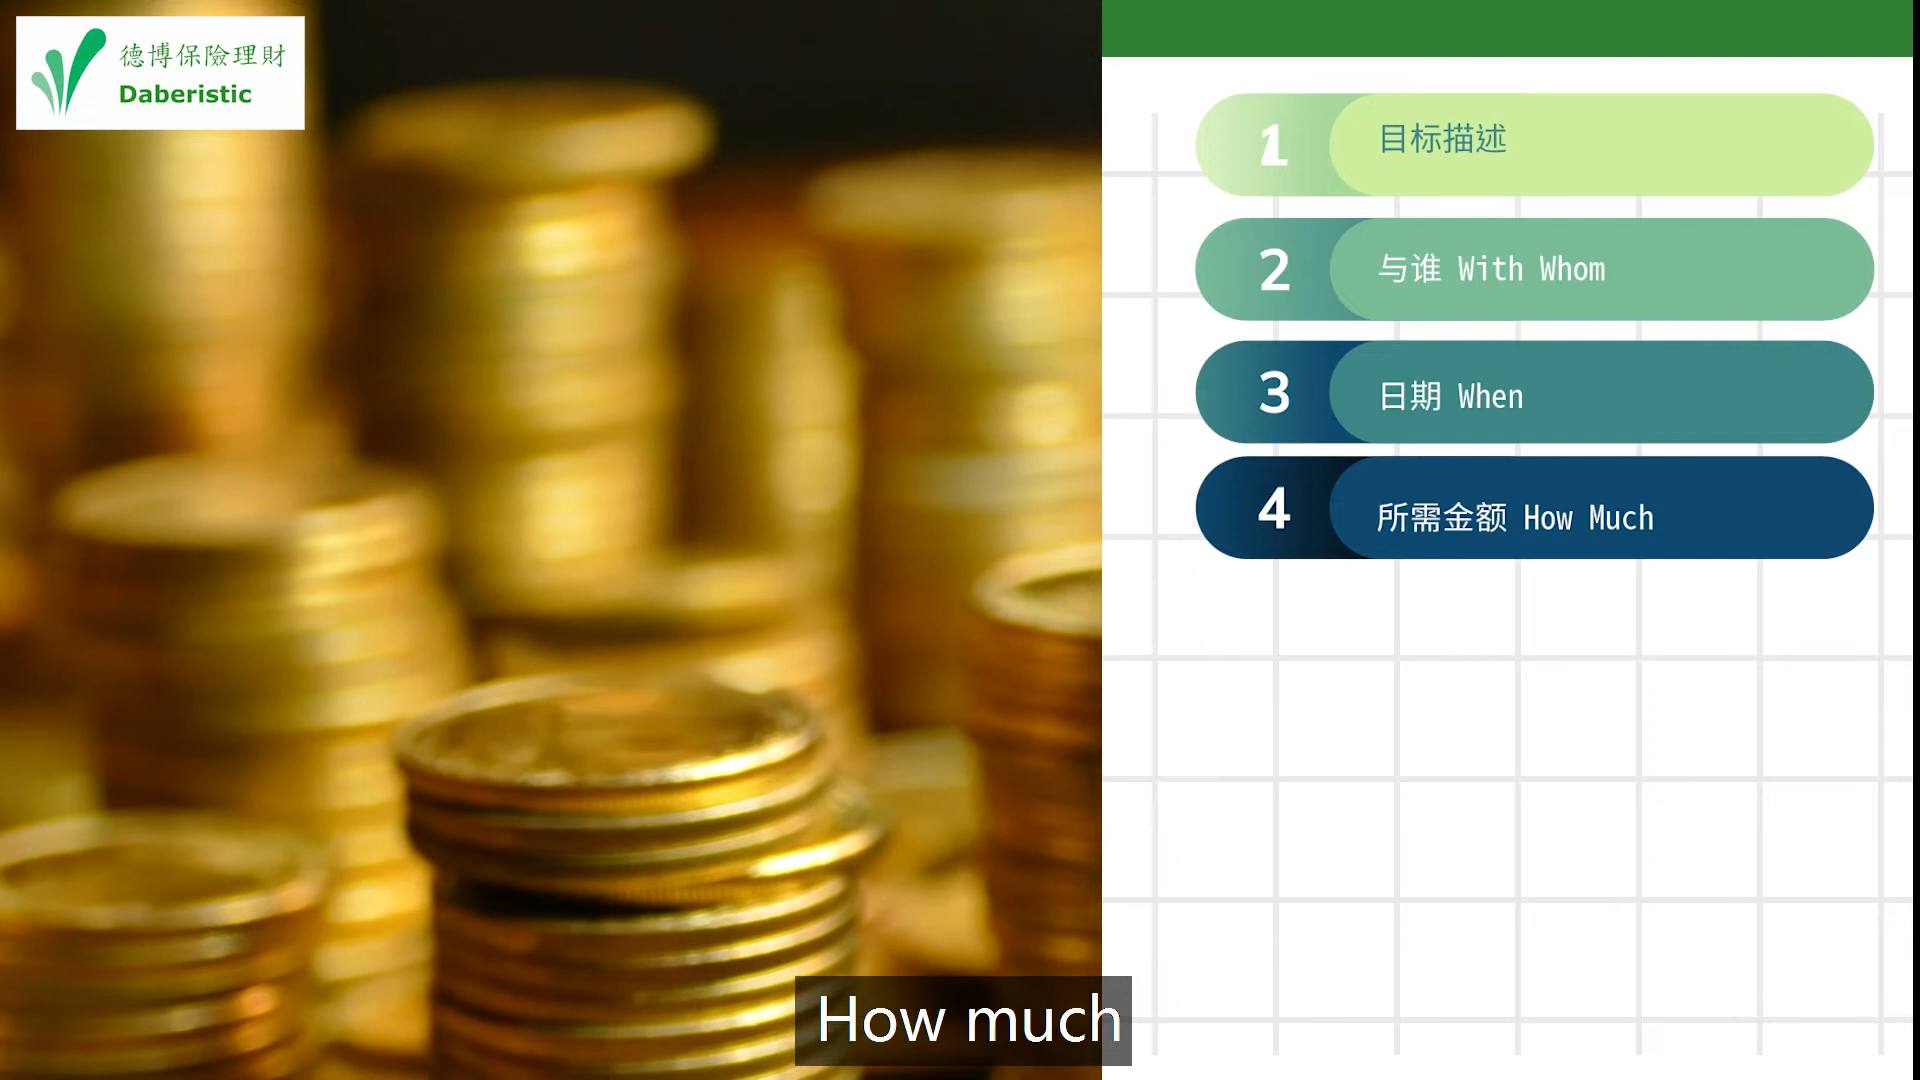 德博保險理財
Daberistic
1 目标描述
2 与谁 With Whom
3 日期 When
4 所需金额 How Much
How much